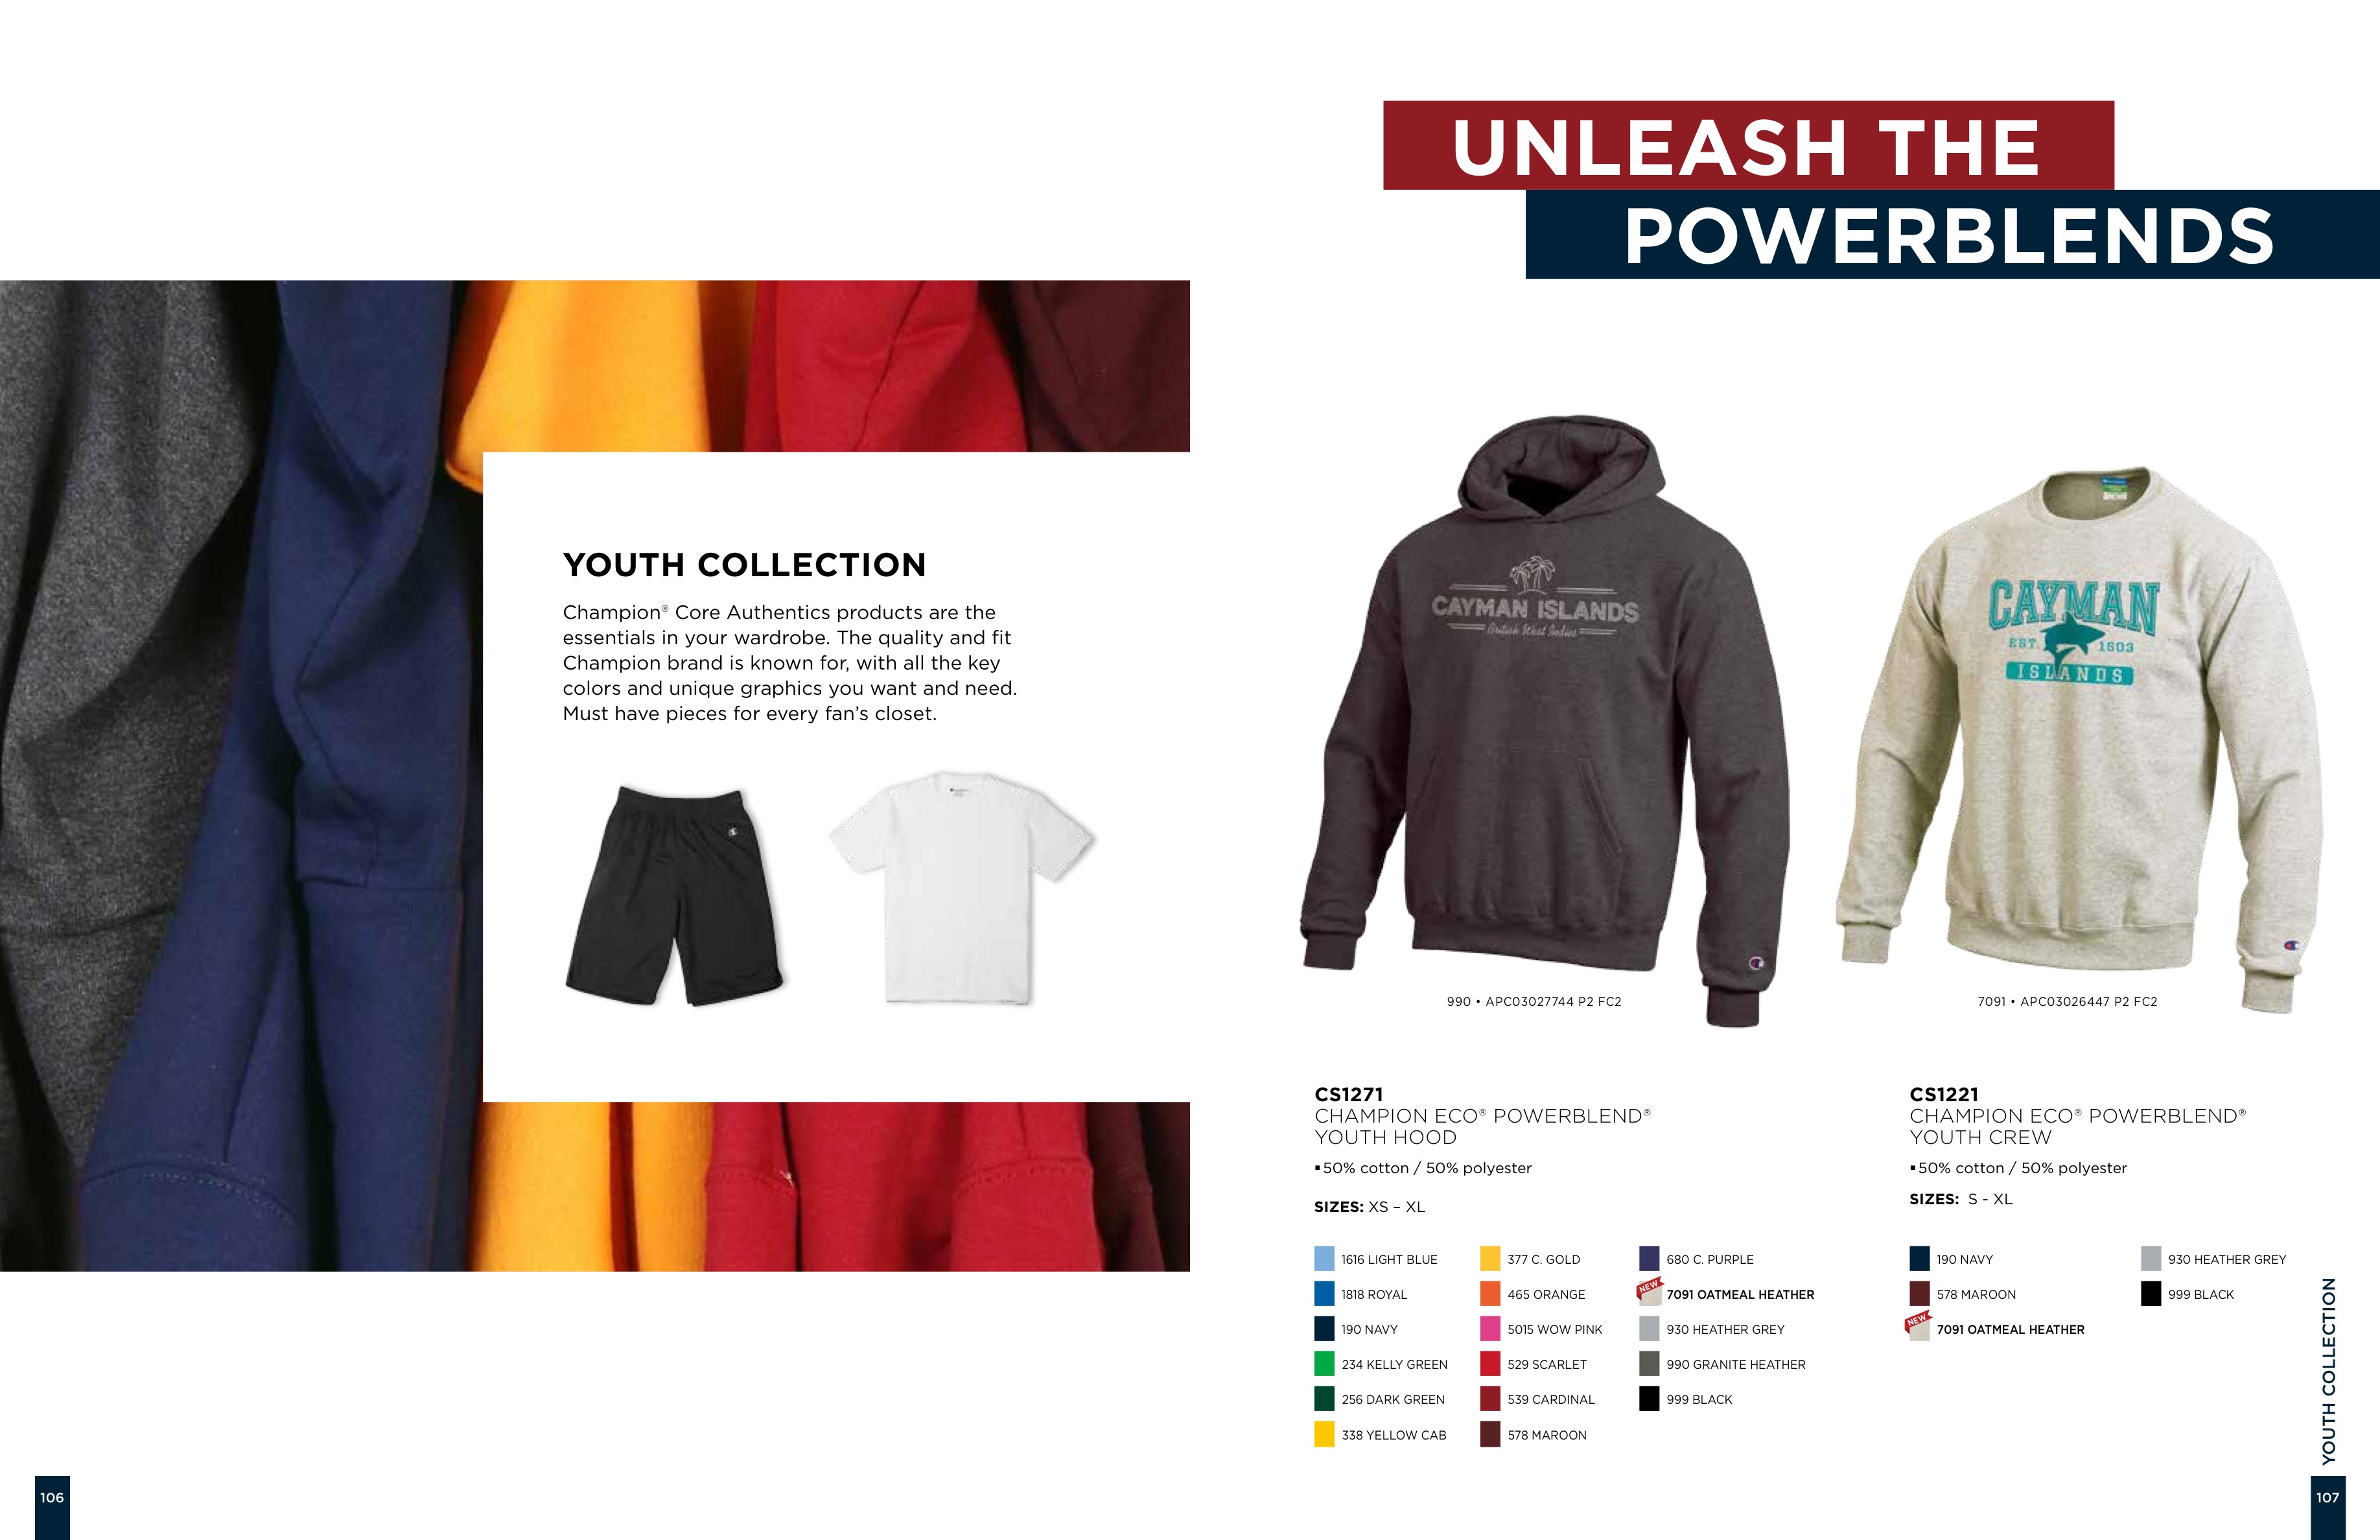 YOUTH COLLECTION
Champion® Core Authentics products are the
essentials in your wardrobe. The quality and fit
Champion brand is known for, with all the key
colors and unique graphics you want and need.
Must have pieces for every fan’s closet.
106
UNLEASH THE
POWERBLENDS
CAYMAN ISLANDS
British West Indies
CAYMAN
EST. 1503
ISLANDS
990 • APC03027744 P2 FC2
7091 • APC03026447 P2 FC2
CS1271
CHAMPION ECO® POWERBLEND®
YOUTH HOOD
▪ 50% cotton / 50% polyester
SIZES: XS – XL
1616 LIGHT BLUE
1818 ROYAL
190 NAVY
234 KELLY GREEN
256 DARK GREEN
338 YELLOW CAB
377 C. GOLD
465 ORANGE
5015 WOW PINK
529 SCARLET
539 CARDINAL
578 MAROON
680 C. PURPLE
NEW 7091 OATMEAL HEATHER
930 HEATHER GREY
990 GRANITE HEATHER
999 BLACK
CS1221
CHAMPION ECO® POWERBLEND®
YOUTH CREW
▪ 50% cotton / 50% polyester
SIZES: S - XL
190 NAVY
578 MAROON
NEW 7091 OATMEAL HEATHER
930 HEATHER GREY
999 BLACK
YOUTH COLLECTION
107